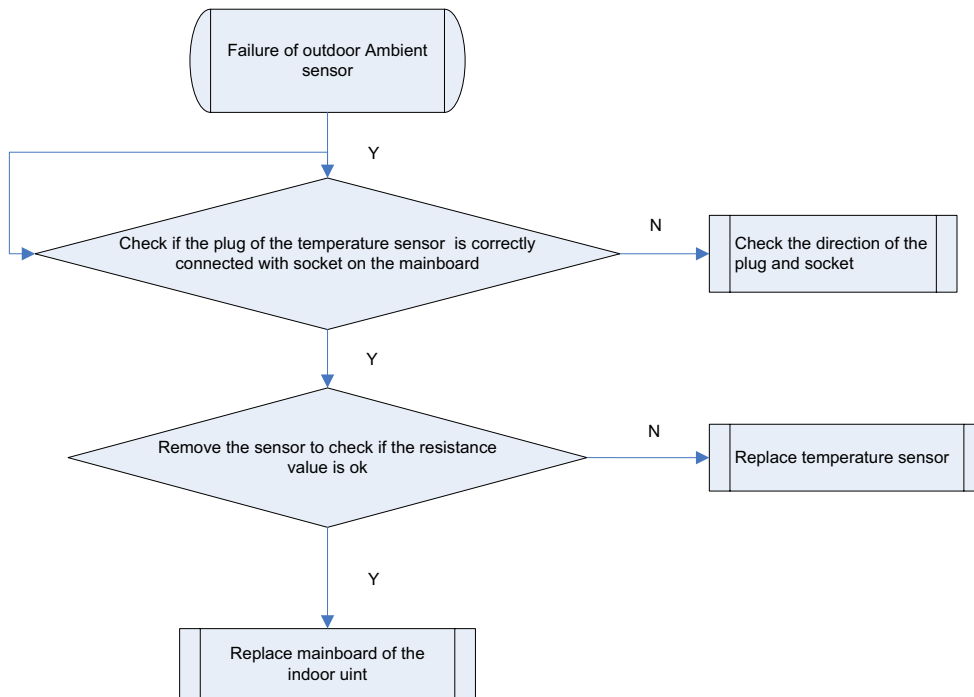 Failure of outdoor Ambient
sensor
Y
Check if the plug of the temperature sensor is correctly
connected with socket on the mainboard
N
Check the direction of the
plug and socket
Y
Remove the sensor to check if the resistance
value is ok
N
Replace temperature sensor
Y
Replace mainboard of the
indoor uint